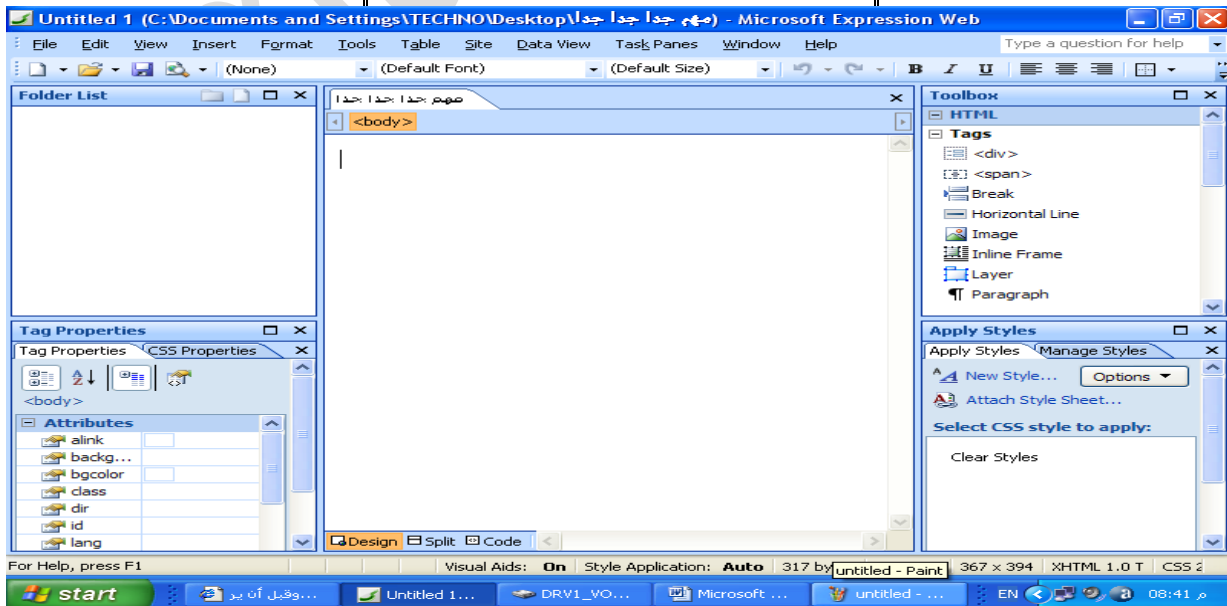 Untitled 1 (C:\Documents and Settings\TECHNO\Desktop\مهم جدا جدا جدا) - Microsoft Expression Web
File Edit View Insert Format Tools Table Site Data View Task Panes Window Help Type a question for help
(None) (Default Font) (Default Size) B I U
Folder List
مهم جدا جدا جدا
<body>
Toolbox
HTML
Tags
<div>
<span>
Break
Horizontal Line
Image
Inline Frame
Layer
Paragraph
Tag Properties
Tag Properties CSS Properties
<body>
Attributes
alink
backg...
bgcolor
class
dir
id
lang
Design Split Code
Apply Styles
Apply Styles Manage Styles
New Style... Options
Attach Style Sheet...
Select CSS style to apply:
Clear Styles
For Help, press F1 Visual Aids: On Style Application: Auto 317 by untitled - Paint 367 x 394 XHTML 1.0 T CSS 2
start وقبل أن ير... Untitled 1... DRV1_VO... Microsoft ... untitled - ... EN 08:41 م